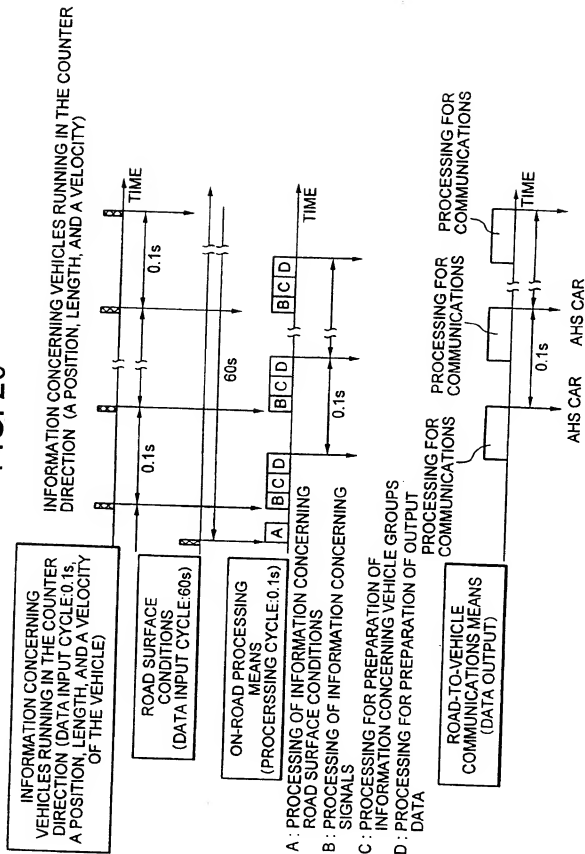 INFORMATION CONCERNING
VEHICLES RUNNING IN THE COUNTER
DIRECTION (DATA INPUT CYCLE:0.1s,
A POSITION, LENGTH, AND A VELOCITY
OF THE VEHICLE)
INFORMATION CONCERNING VEHICLES RUNNING IN THE COUNTER
DIRECTION (A POSITION, LENGTH, AND A VELOCITY)
TIME
0.1s
0.1s
ROAD SURFACE
CONDITIONS
(DATA INPUT CYCLE:60s)
60s
ON-ROAD PROCESSING
MEANS
(PROCERSSING CYCLE:0.1s)
A
B C D
B C D
B C D
TIME
0.1s
A : PROCESSING OF INFORMATION CONCERNING
ROAD SURFACE CONDITIONS
B : PROCESSING OF INFORMATION CONCERNING
SIGNALS
C : PROCESSING FOR PREPARATION OF
INFORMATION CONCERNING VEHICLE GROUPS
D : PROCESSING FOR PREPARATION OF OUTPUT
DATA
ROAD-TO-VEHICLE
COMMUNICATIONS MEANS
(DATA OUTPUT)
PROCESSING FOR
COMMUNICATIONS
PROCESSING FOR
COMMUNICATIONS
PROCESSING FOR
COMMUNICATIONS
TIME
0.1s
AHS CAR
AHS CAR